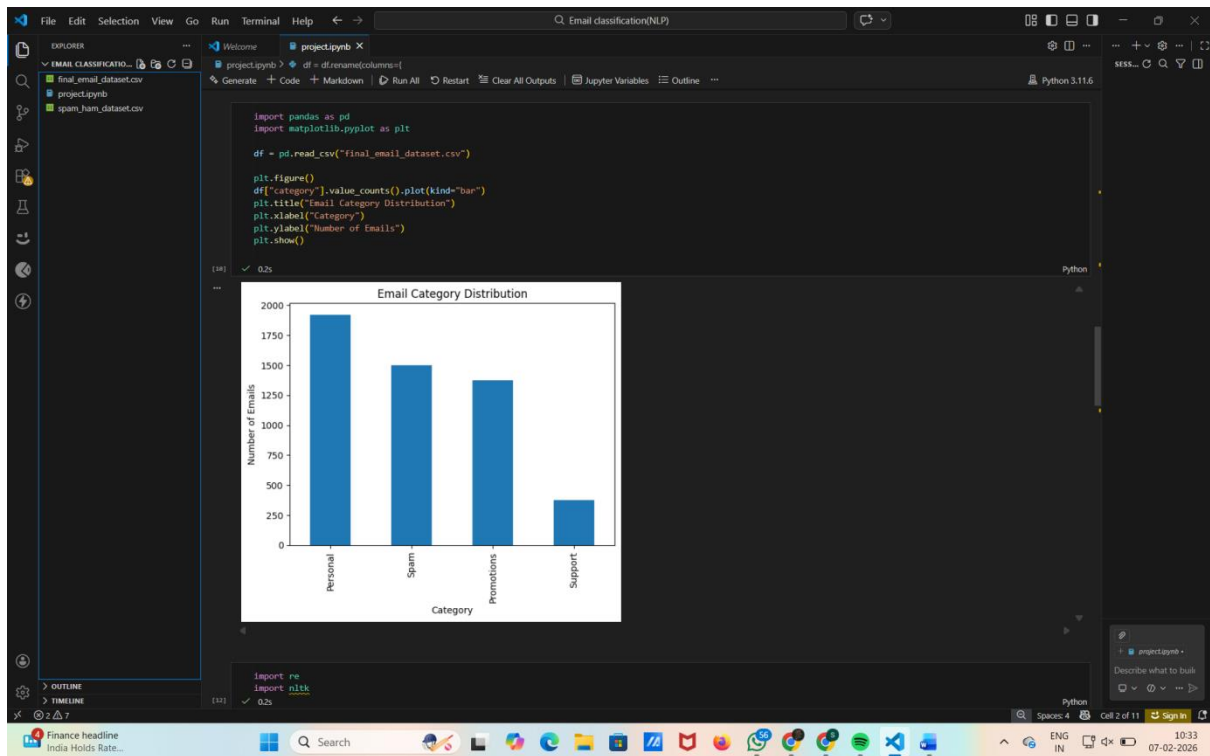 File Edit Selection View Go Run Terminal Help
Email classification(NLP)
EXPLORER
EMAIL CLASSIFICATIO...
final_email_dataset.csv
project.ipynb
spam_ham_dataset.csv
OUTLINE
TIMELINE
Welcome
project.ipynb
project.ipynb > df = df.rename(columns={
Generate + Code + Markdown Run All Restart Clear All Outputs Jupyter Variables Outline ...
Python 3.11.6
import pandas as pd
import matplotlib.pyplot as plt
df = pd.read_csv("final_email_dataset.csv")
plt.figure()
df["category"].value_counts().plot(kind="bar")
plt.title("Email Category Distribution")
plt.xlabel("Category")
plt.ylabel("Number of Emails")
plt.show()
0.2s
Python
Email Category Distribution
2000
1750
1500
1250
1000
750
500
250
0
Number of Emails
Personal
Spam
Promotions
Support
Category
import re
import nltk
0.2s
Python
SESS...
project.ipynb
Describe what to buil
2 7
Spaces: 4
Cell 2 of 11
Sign In
Finance headline
India Holds Rate...
Search
56
ENG
IN
10:33
07-02-2026